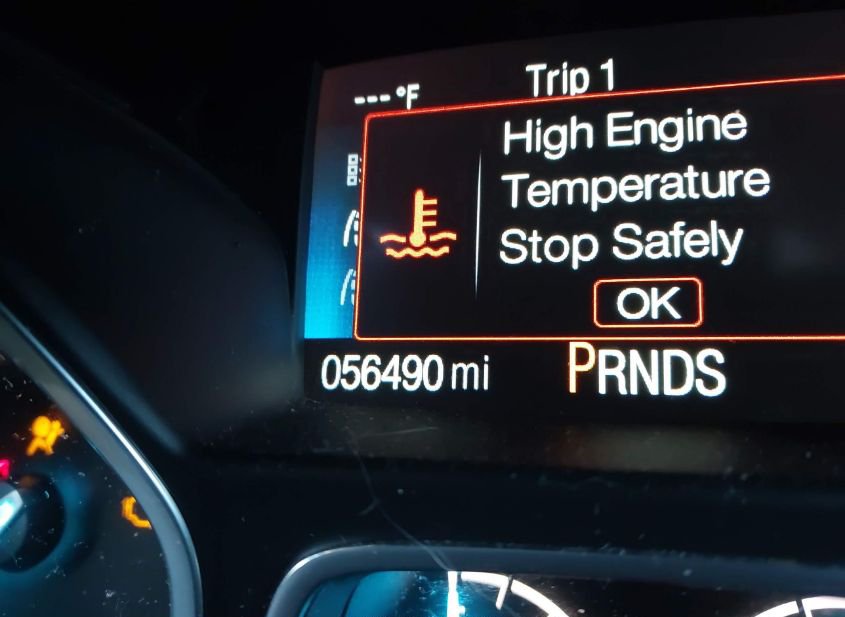 Trip 1
---°F
High Engine
Temperature
Stop Safely
OK
056490 mi
PRNDS